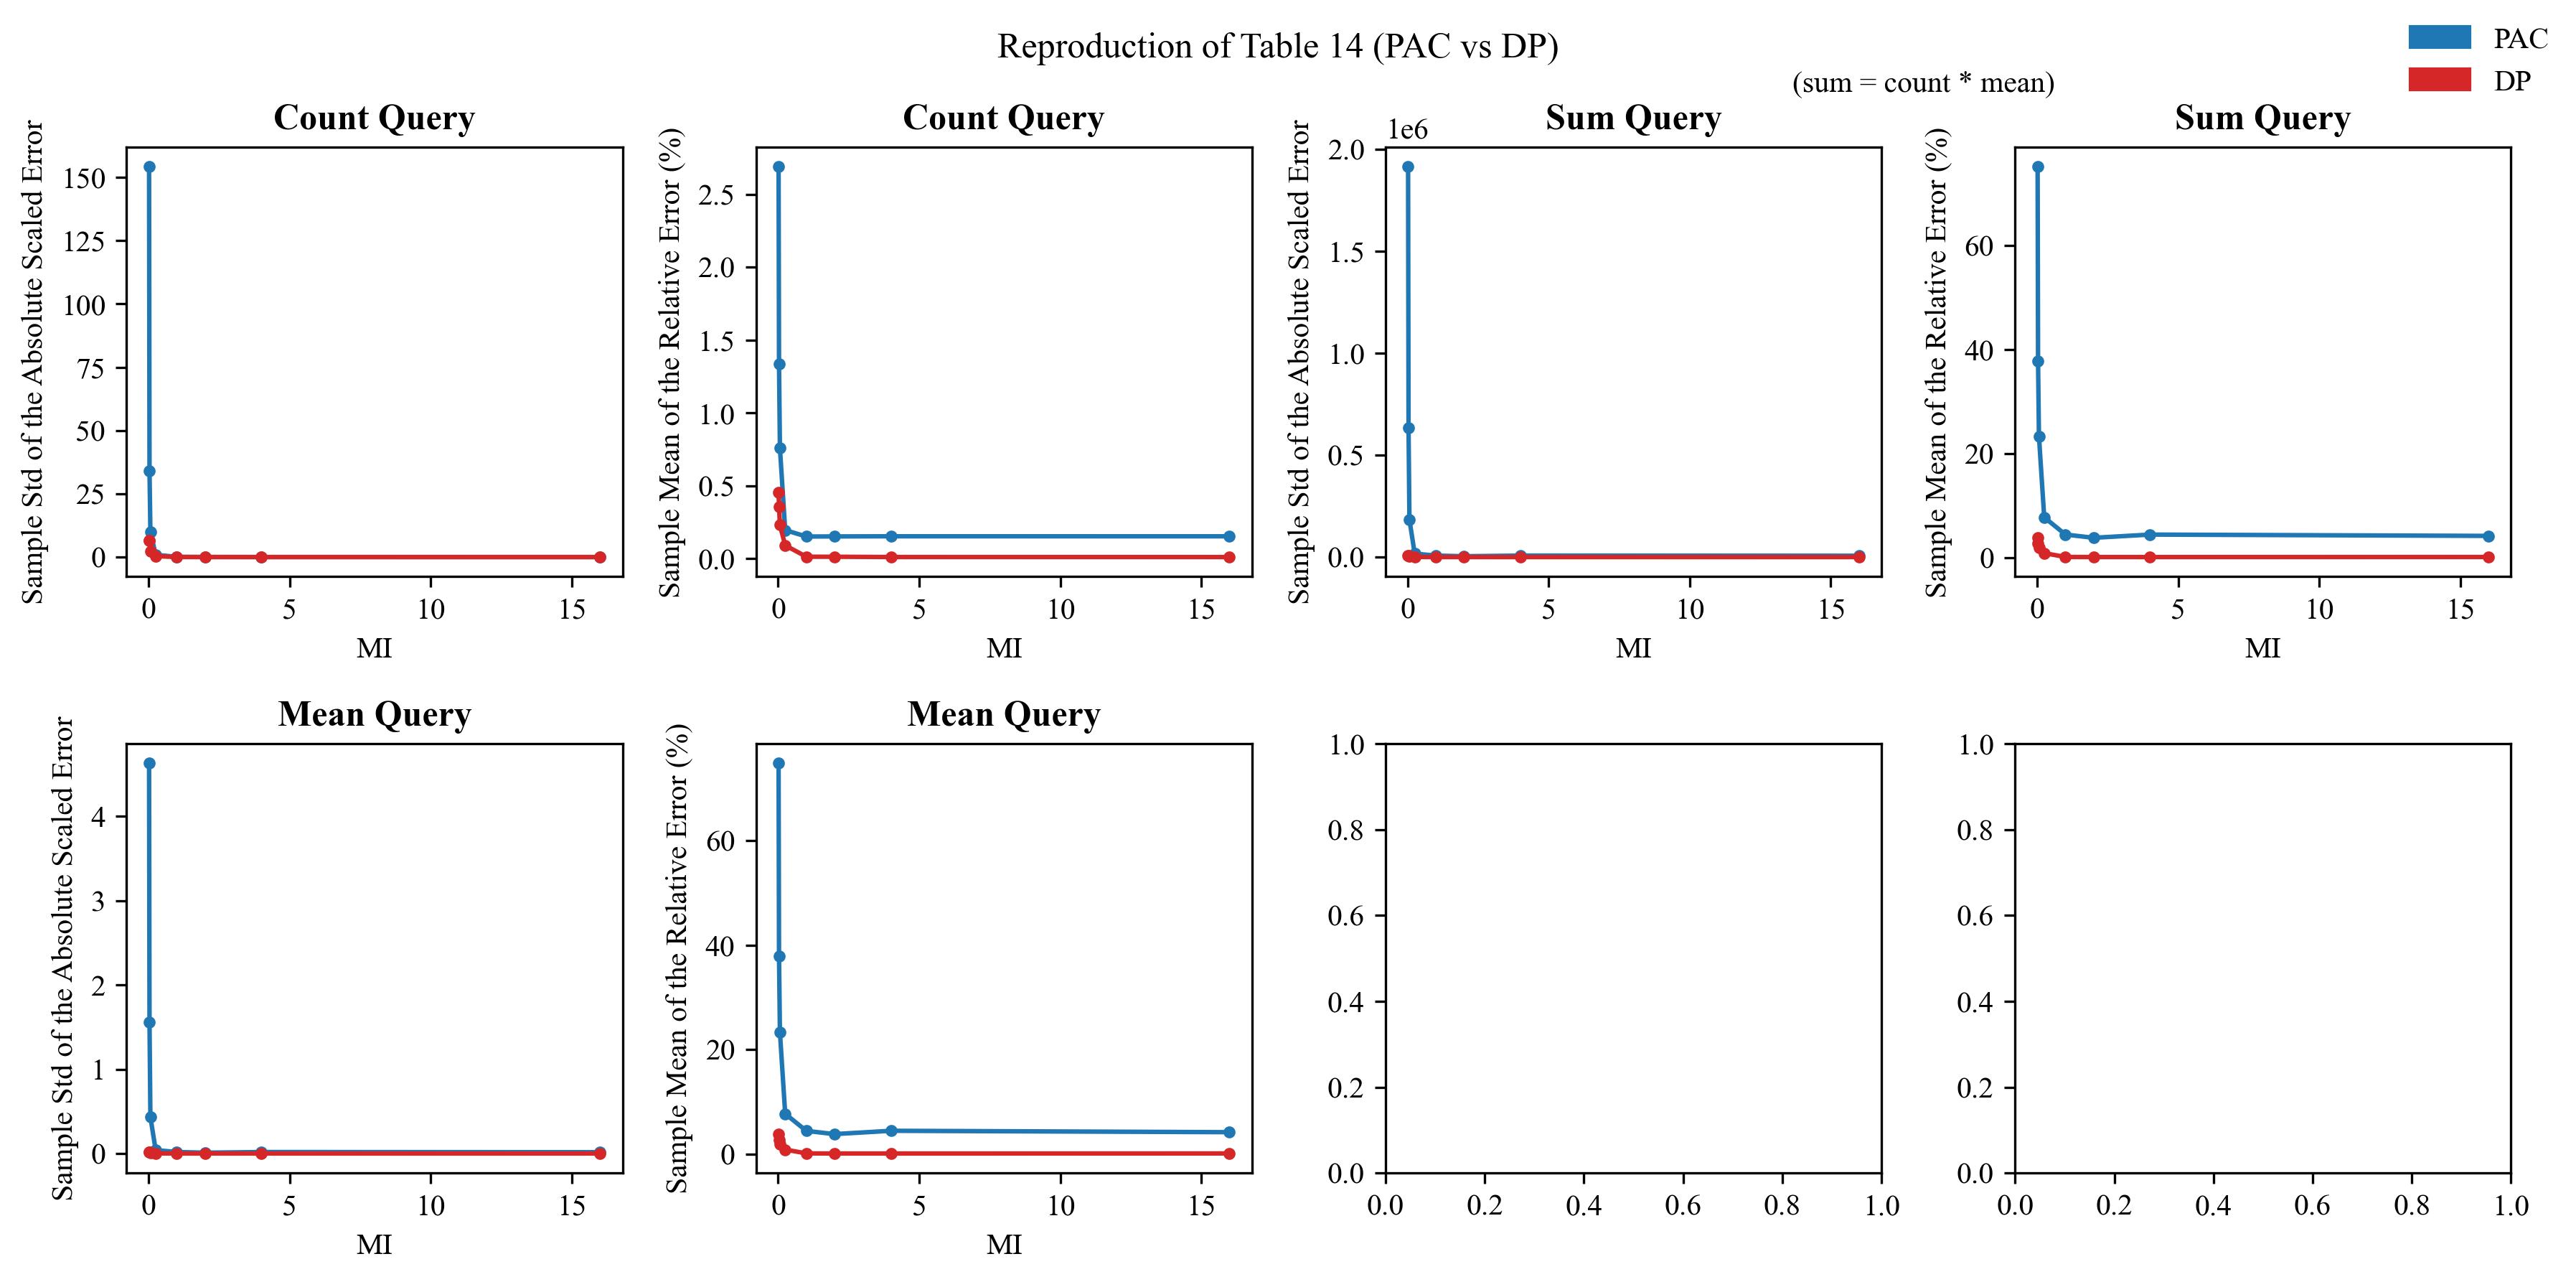 Reproduction of Table 14 (PAC vs DP)
PAC
DP
(sum = count * mean)
Count Query
Sample Std of the Absolute Scaled Error
150
125
100
75
50
25
0
0 5 10 15
MI
Count Query
Sample Mean of the Relative Error (%)
2.5
2.0
1.5
1.0
0.5
0.0
0 5 10 15
MI
Sum Query
1e6
Sample Std of the Absolute Scaled Error
2.0
1.5
1.0
0.5
0.0
0 5 10 15
MI
Sum Query
Sample Mean of the Relative Error (%)
60
40
20
0
0 5 10 15
MI
Mean Query
Sample Std of the Absolute Scaled Error
4
3
2
1
0
0 5 10 15
MI
Mean Query
Sample Mean of the Relative Error (%)
60
40
20
0
0 5 10 15
MI
1.0
0.8
0.6
0.4
0.2
0.0
0.0 0.2 0.4 0.6 0.8 1.0
1.0
0.8
0.6
0.4
0.2
0.0
0.0 0.2 0.4 0.6 0.8 1.0